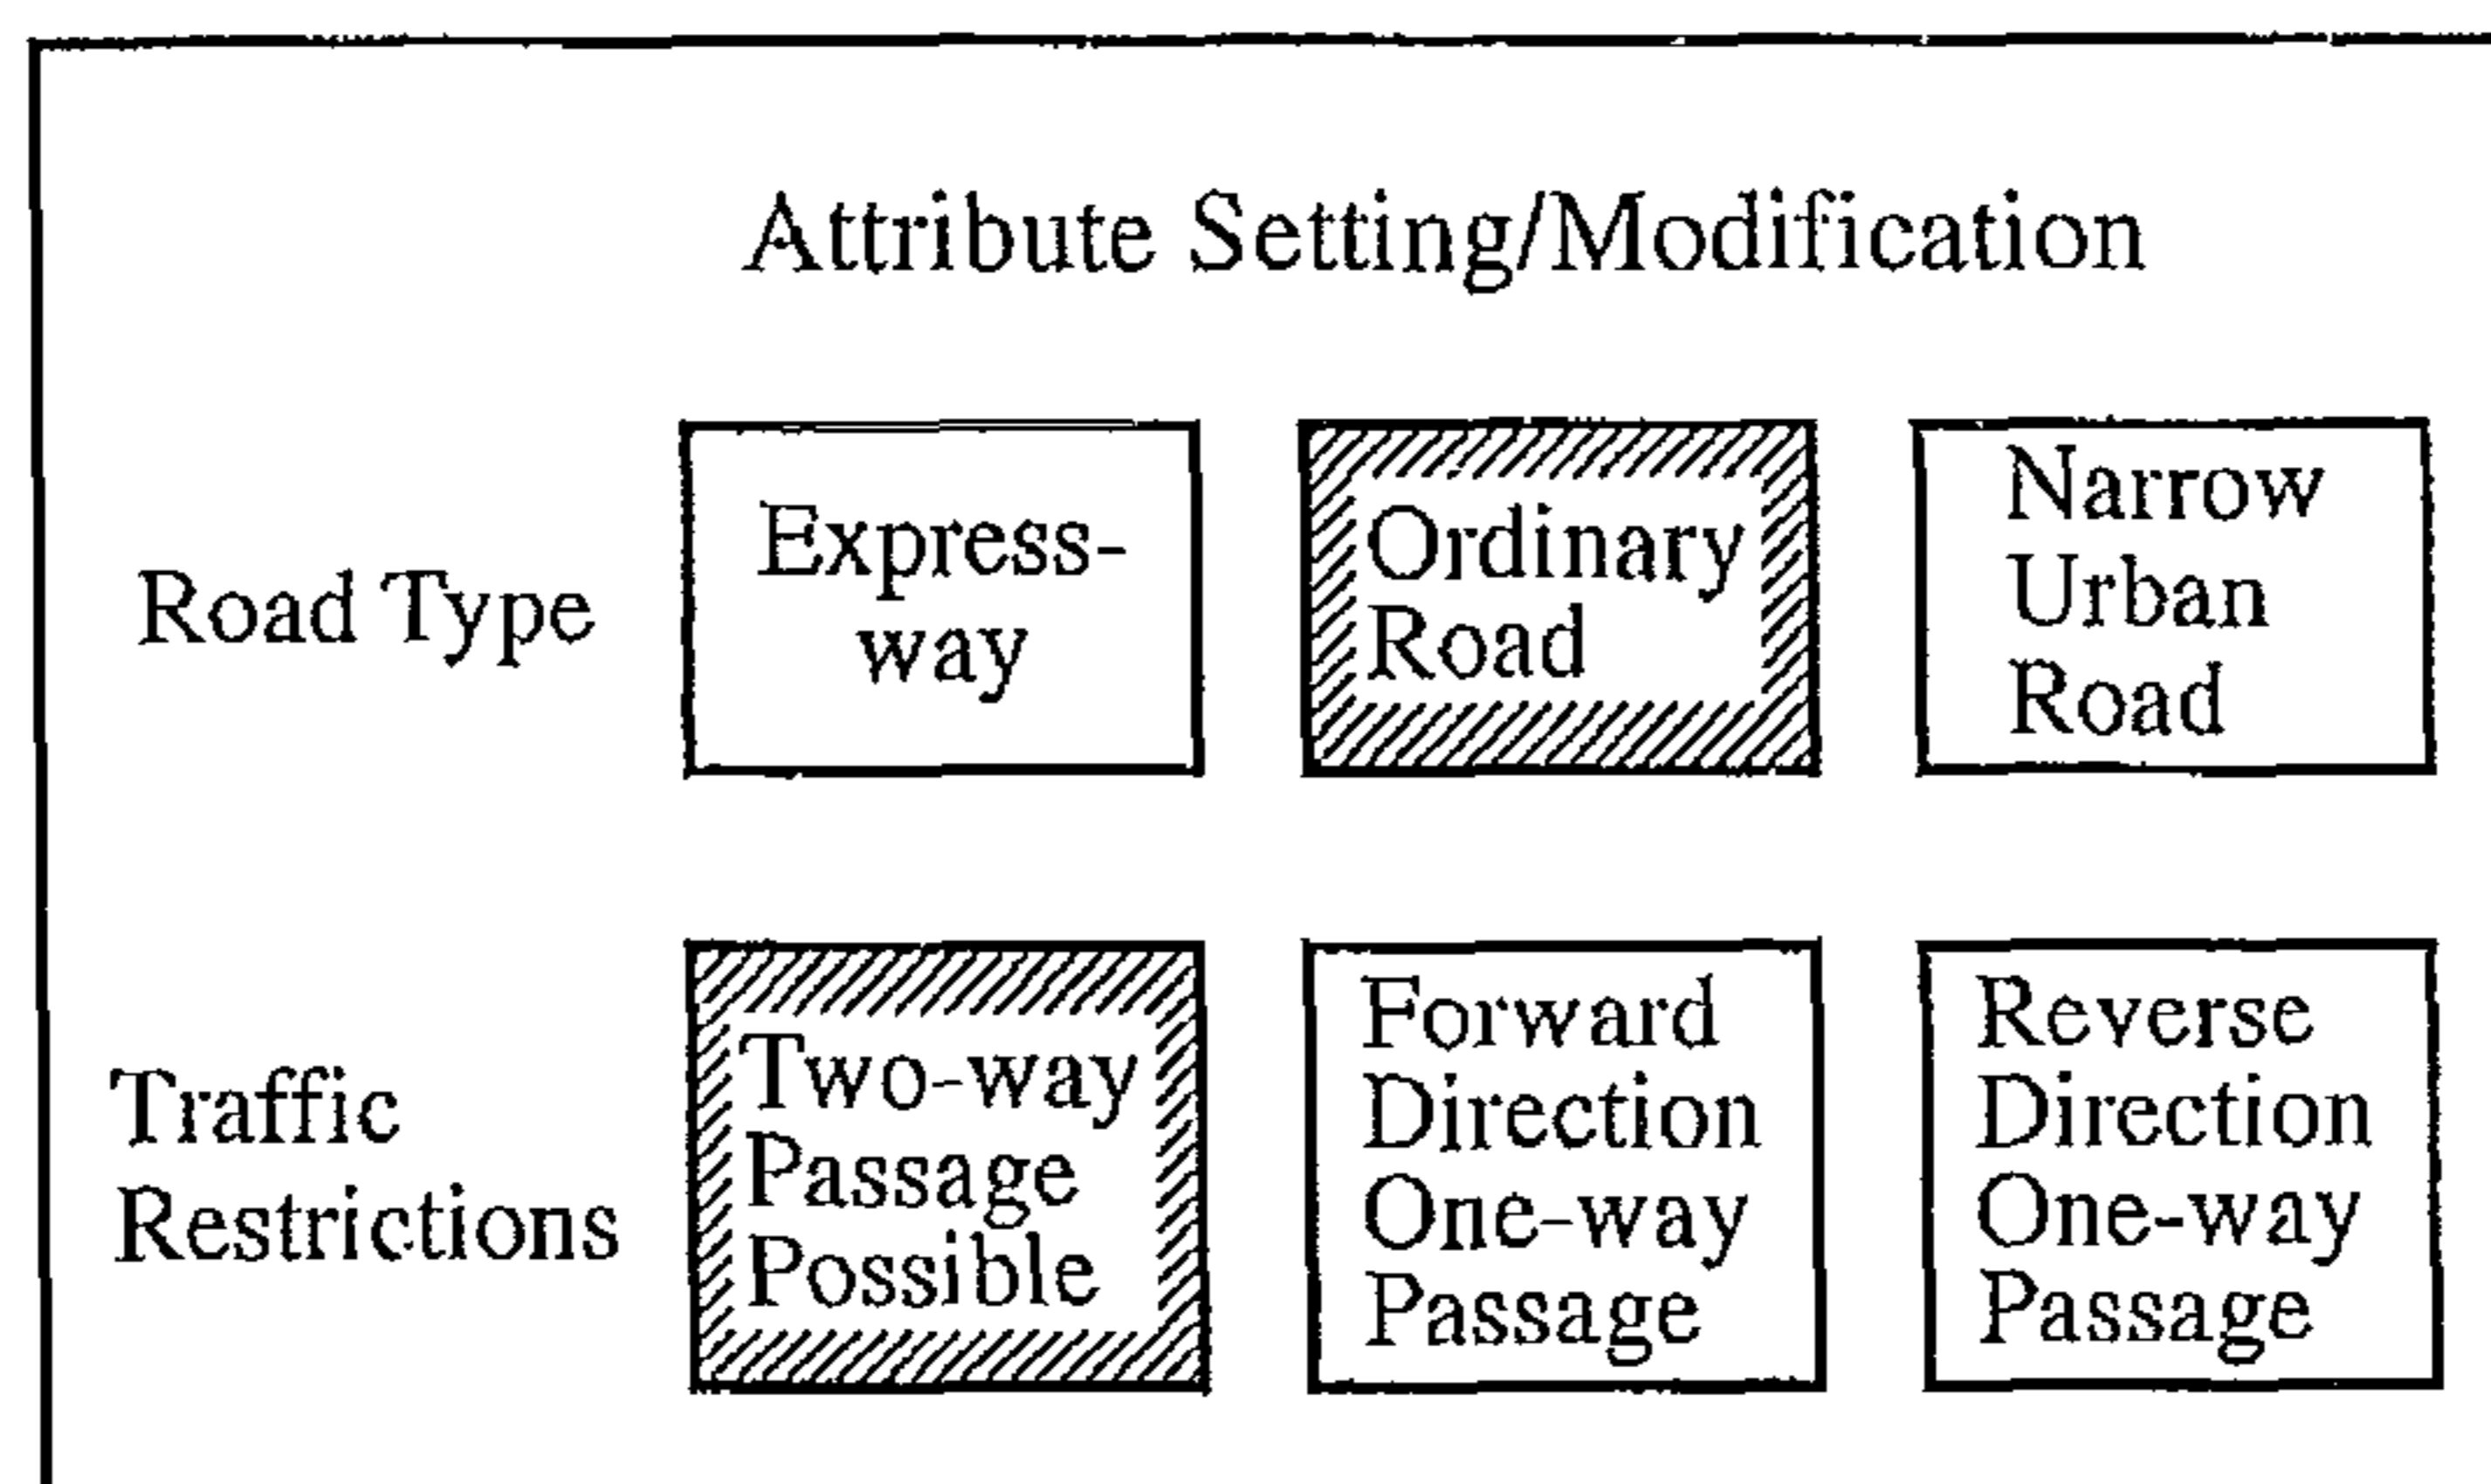 Attribute Setting/Modification
Road Type
Express-
way
Ordinary
Road
Narrow
Urban
Road
Traffic
Restrictions
Two-way
Passage
Possible
Forward
Direction
One-way
Passage
Reverse
Direction
One-way
Passage